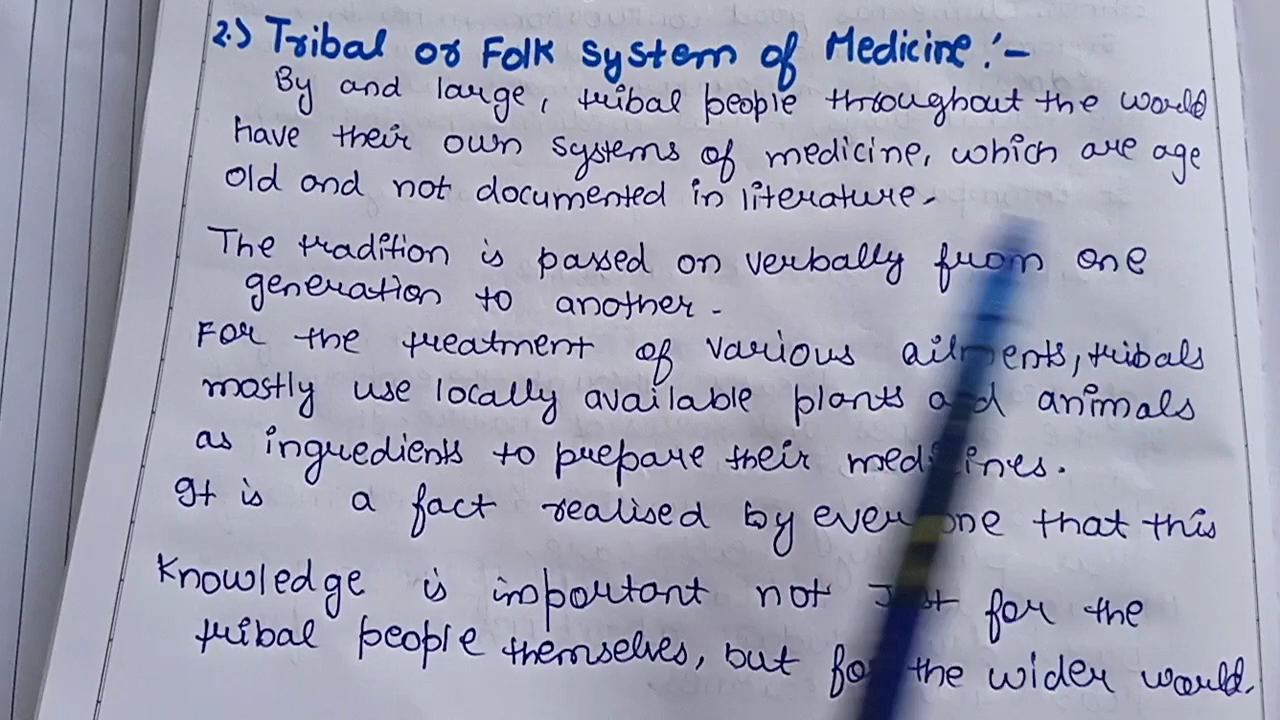 2.) Tribal or Folk System of Medicine :-
By and large, tribal people throughout the world
have their own systems of medicine, which are age
old and not documented in literature.
The tradition is passed on verbally from one
generation to another.
For the treatment of various ailments, tribals
mostly use locally available plants and animals
as ingredients to prepare their medicines.
It is a fact realised by everyone that this
knowledge is important not just for the
tribal people themselves, but for the wider world.